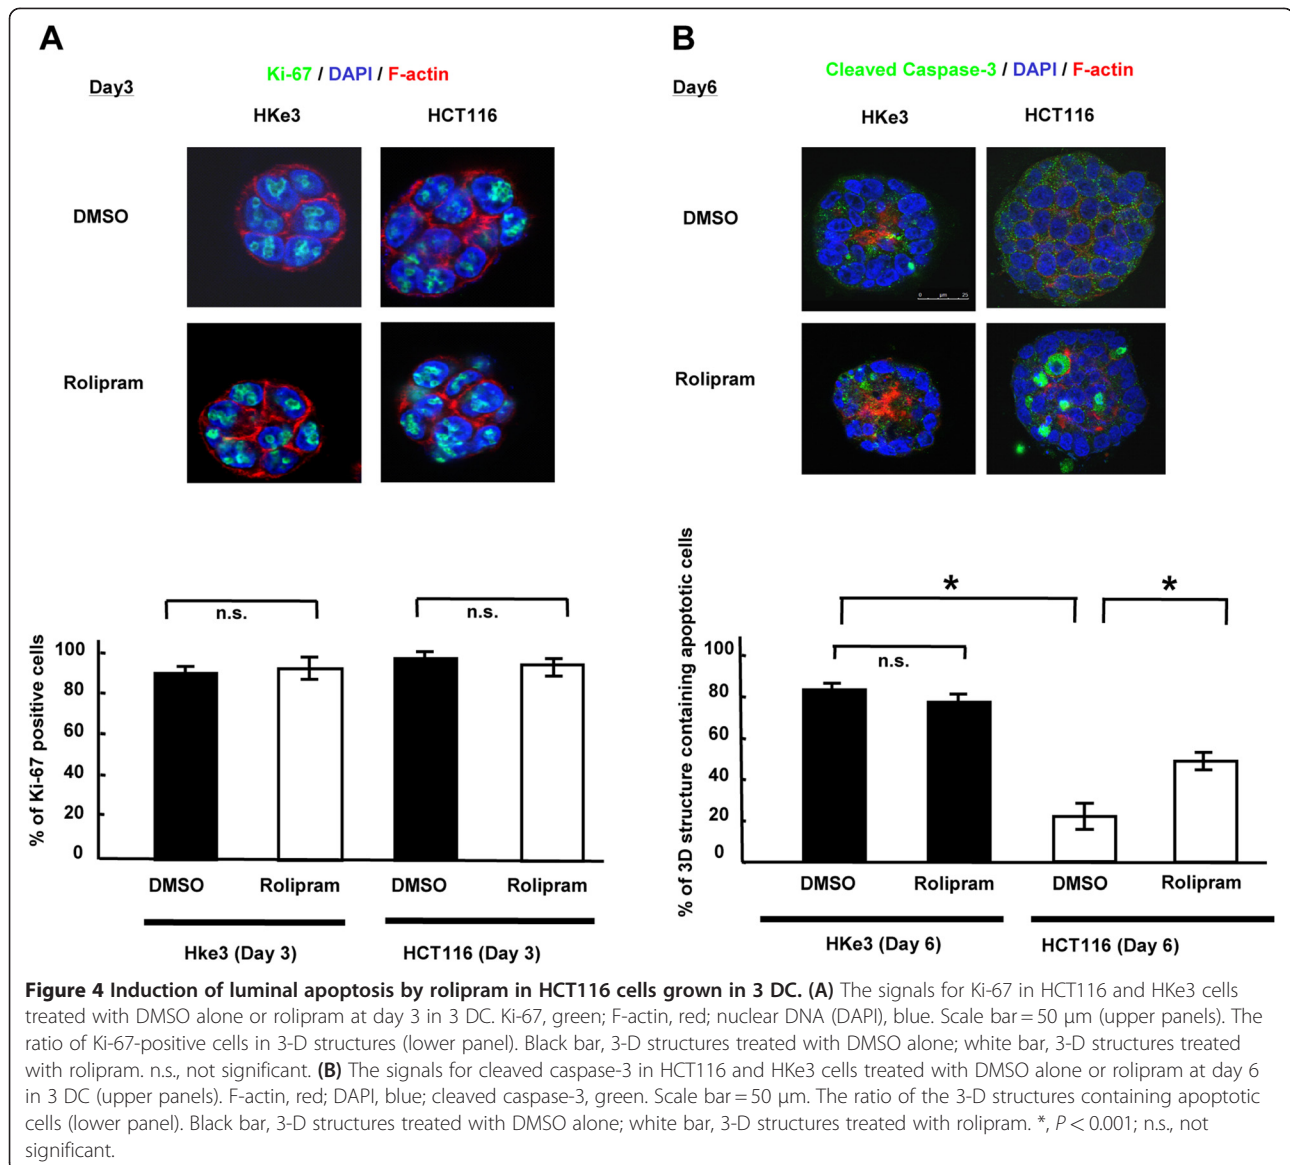 A
Ki-67 / DAPI / F-actin
Day3
HKe3
HCT116
DMSO
Rolipram
% of Ki-67 positive cells
n.s.
n.s.
100
80
60
40
20
0
DMSO
Rolipram
DMSO
Rolipram
Hke3 (Day 3)
HCT116 (Day 3)
B
Cleaved Caspase-3 / DAPI / F-actin
Day6
HKe3
HCT116
DMSO
0 µm 25
Rolipram
% of 3D structure containing apoptotic cells
*
*
n.s.
100
80
60
40
20
0
DMSO
Rolipram
DMSO
Rolipram
HKe3 (Day 6)
HCT116 (Day 6)
Figure 4 Induction of luminal apoptosis by rolipram in HCT116 cells grown in 3 DC. (A) The signals for Ki-67 in HCT116 and HKe3 cells
treated with DMSO alone or rolipram at day 3 in 3 DC. Ki-67, green; F-actin, red; nuclear DNA (DAPI), blue. Scale bar = 50 μm (upper panels). The
ratio of Ki-67-positive cells in 3-D structures (lower panel). Black bar, 3-D structures treated with DMSO alone; white bar, 3-D structures treated
with rolipram. n.s., not significant. (B) The signals for cleaved caspase-3 in HCT116 and HKe3 cells treated with DMSO alone or rolipram at day 6
in 3 DC (upper panels). F-actin, red; DAPI, blue; cleaved caspase-3, green. Scale bar = 50 μm. The ratio of the 3-D structures containing apoptotic
cells (lower panel). Black bar, 3-D structures treated with DMSO alone; white bar, 3-D structures treated with rolipram. *, P < 0.001; n.s., not
significant.